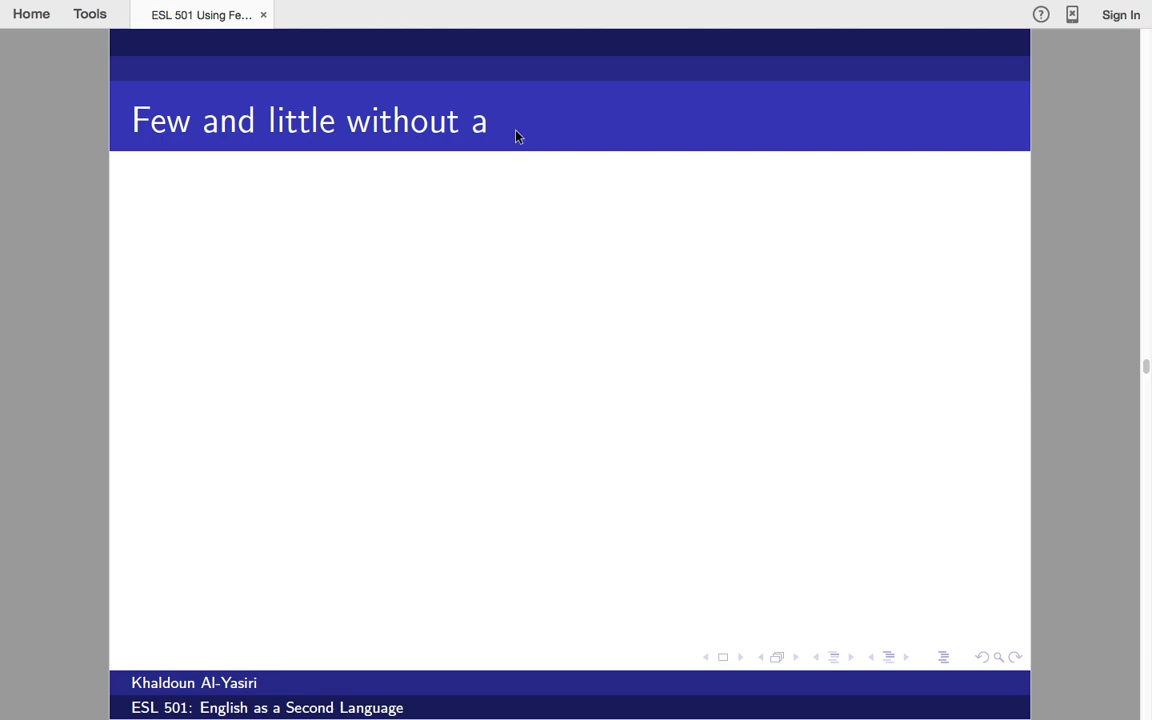 Home Tools ESL 501 Using Fe... × ? Sign In
Few and little without a
Khaldoun Al-Yasiri
ESL 501: English as a Second Language